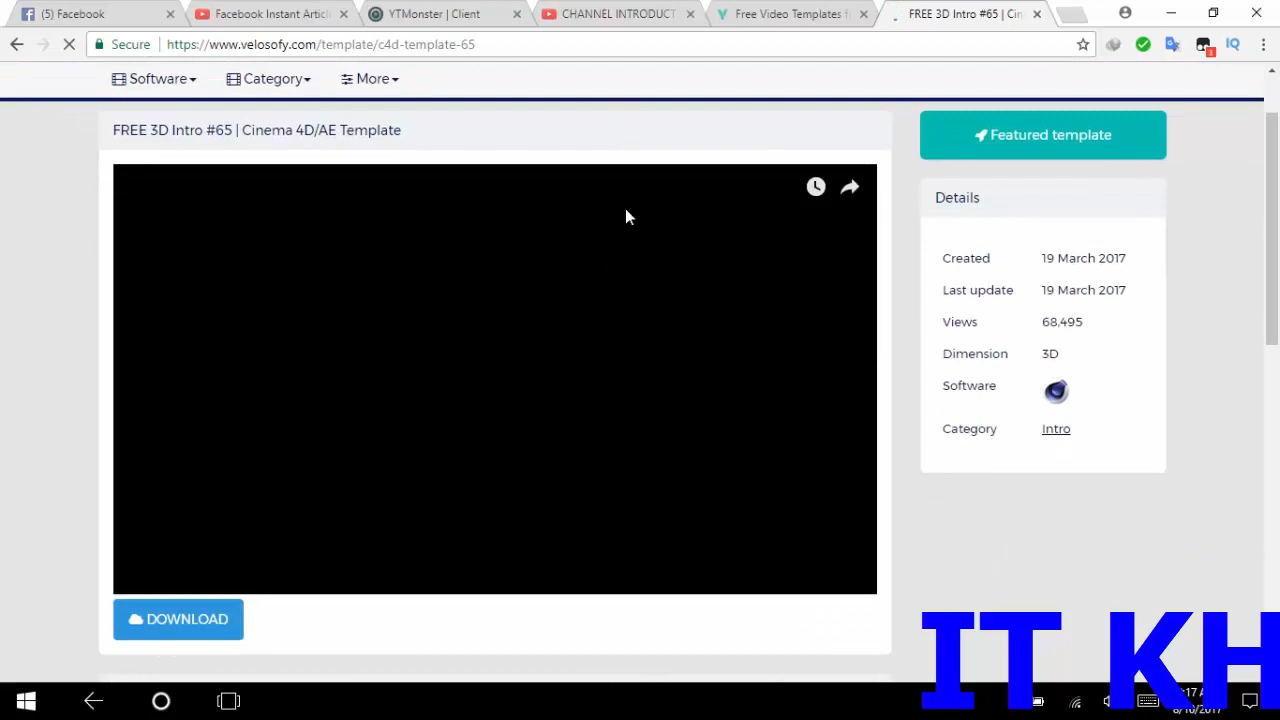 (5) Facebook
Facebook Instant Articl
YTMonster | Client
CHANNEL INTRODUCT
Free Video Templates f
FREE 3D Intro #65 | Cin
Secure https://www.velosofy.com/template/c4d-template-65
1
IQ
Software
Category
More
FREE 3D Intro #65 | Cinema 4D/AE Template
Featured template
Details
Created 19 March 2017
Last update 19 March 2017
Views 68,495
Dimension 3D
Software
Category Intro
DOWNLOAD
IT KH